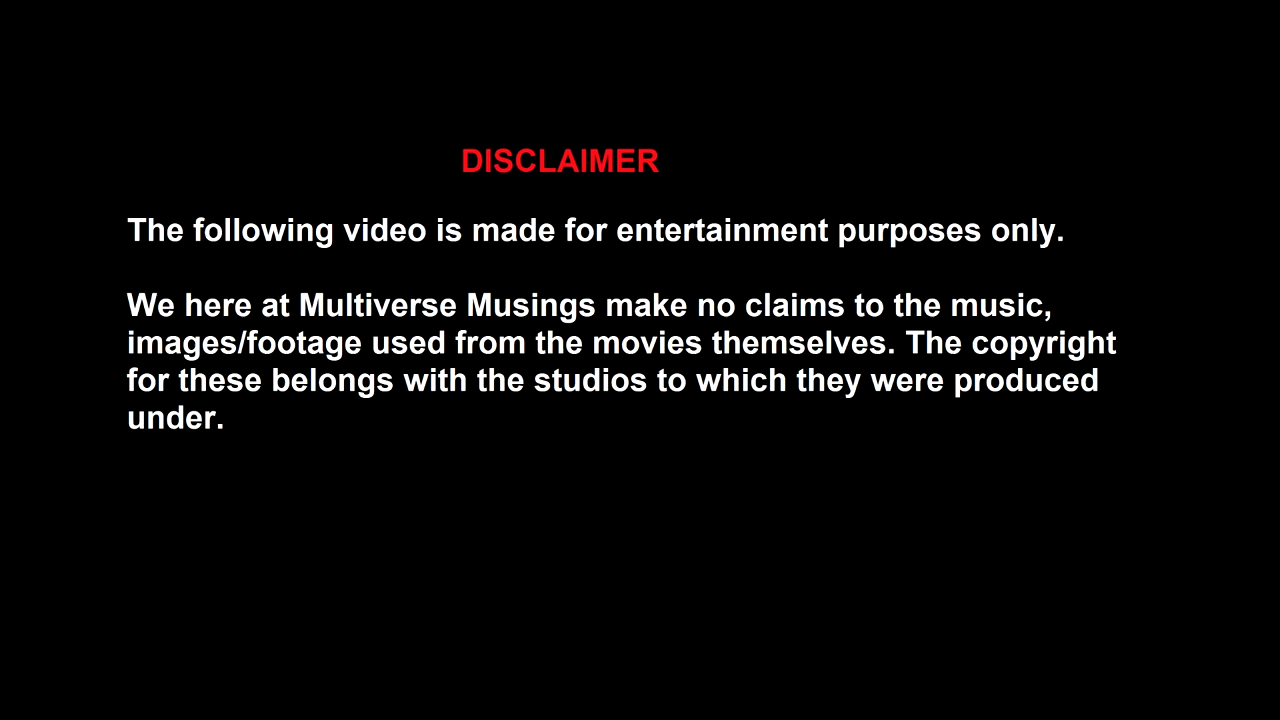 DISCLAIMER
The following video is made for entertainment purposes only.
We here at Multiverse Musings make no claims to the music,
images/footage used from the movies themselves. The copyright
for these belongs with the studios to which they were produced
under.